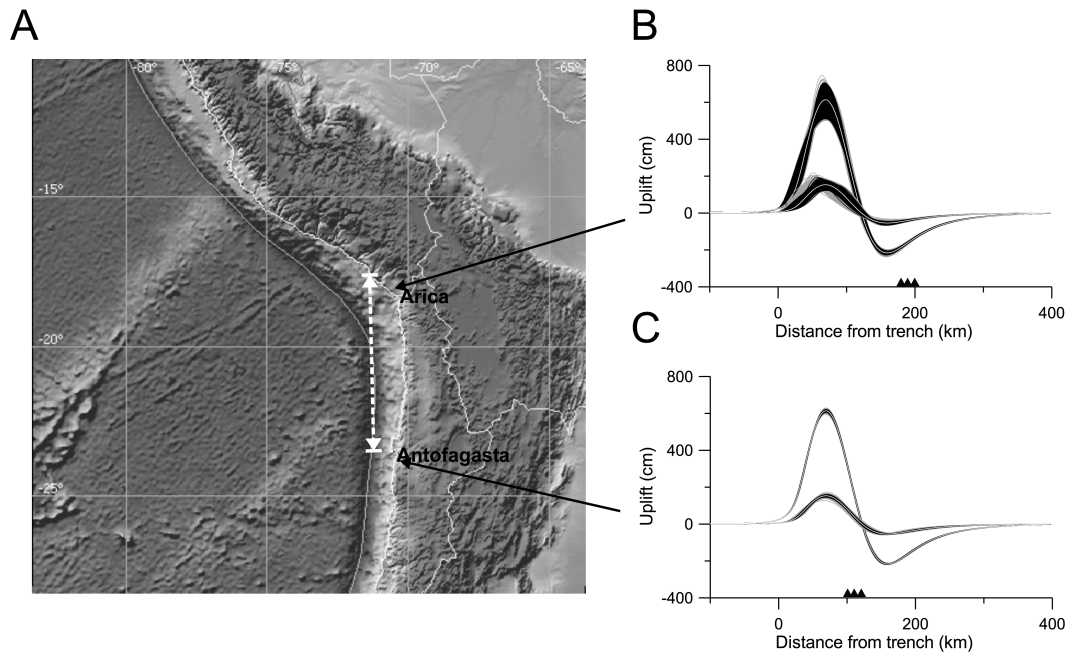 A
-80°
-75°
-70°
-65°
-15°
Arica
-20°
Antofagasta
-25°
B
800
400
Uplift (cm)
0
-400
0
200
400
Distance from trench (km)
C
800
400
Uplift (cm)
0
-400
0
200
400
Distance from trench (km)